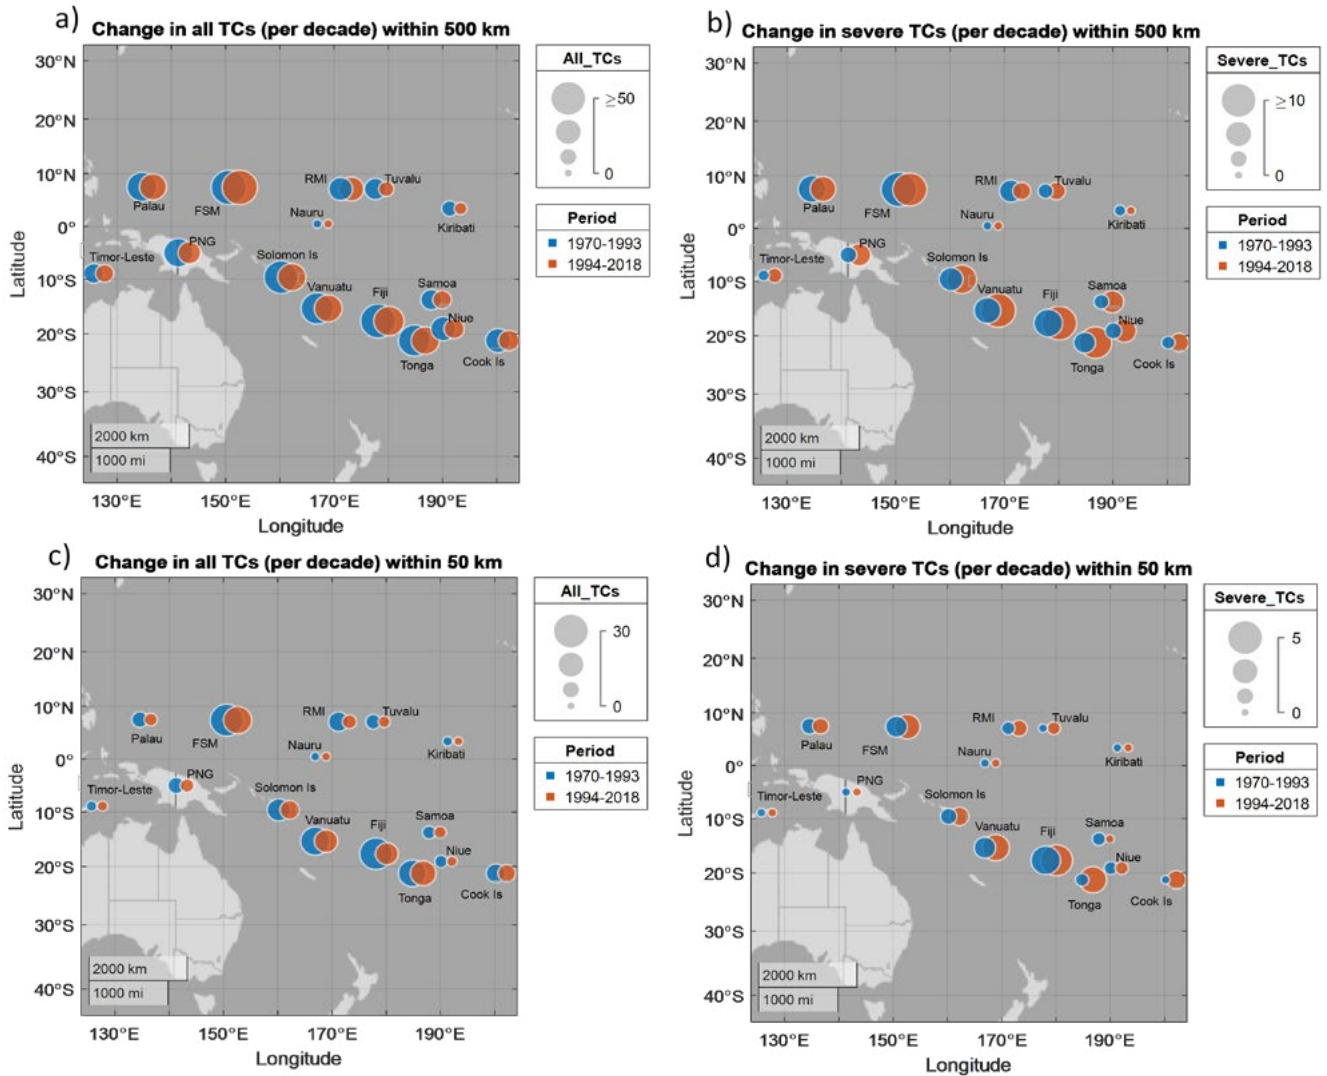 a)
Change in all TCs (per decade) within 500 km
30°N
20°N
10°N
0°
10°S
20°S
30°S
40°S
Latitude
Palau
FSM
RMI
Tuvalu
Nauru
Kiribati
PNG
Timor-Leste
Solomon Is
Vanuatu
Fiji
Samoa
Niue
Tonga
Cook Is
2000 km
1000 mi
130°E
150°E
170°E
190°E
Longitude
All_TCs
≥50
0
Period
1970-1993
1994-2018
b)
Change in severe TCs (per decade) within 500 km
30°N
20°N
10°N
0°
10°S
20°S
30°S
40°S
Latitude
Palau
FSM
RMI
Tuvalu
Nauru
Kiribati
PNG
Timor-Leste
Solomon Is
Vanuatu
Fiji
Samoa
Niue
Tonga
Cook Is
2000 km
1000 mi
130°E
150°E
170°E
190°E
Longitude
Severe_TCs
≥10
0
Period
1970-1993
1994-2018
c)
Change in all TCs (per decade) within 50 km
30°N
20°N
10°N
0°
10°S
20°S
30°S
40°S
Latitude
Palau
FSM
RMI
Tuvalu
Nauru
Kiribati
PNG
Timor-Leste
Solomon Is
Vanuatu
Fiji
Samoa
Niue
Tonga
Cook Is
2000 km
1000 mi
130°E
150°E
170°E
190°E
Longitude
All_TCs
30
0
Period
1970-1993
1994-2018
d)
Change in severe TCs (per decade) within 50 km
30°N
20°N
10°N
0°
10°S
20°S
30°S
40°S
Latitude
Palau
FSM
RMI
Tuvalu
Nauru
Kiribati
PNG
Timor-Leste
Solomon Is
Vanuatu
Fiji
Samoa
Niue
Tonga
Cook Is
2000 km
1000 mi
130°E
150°E
170°E
190°E
Longitude
Severe_TCs
5
0
Period
1970-1993
1994-2018